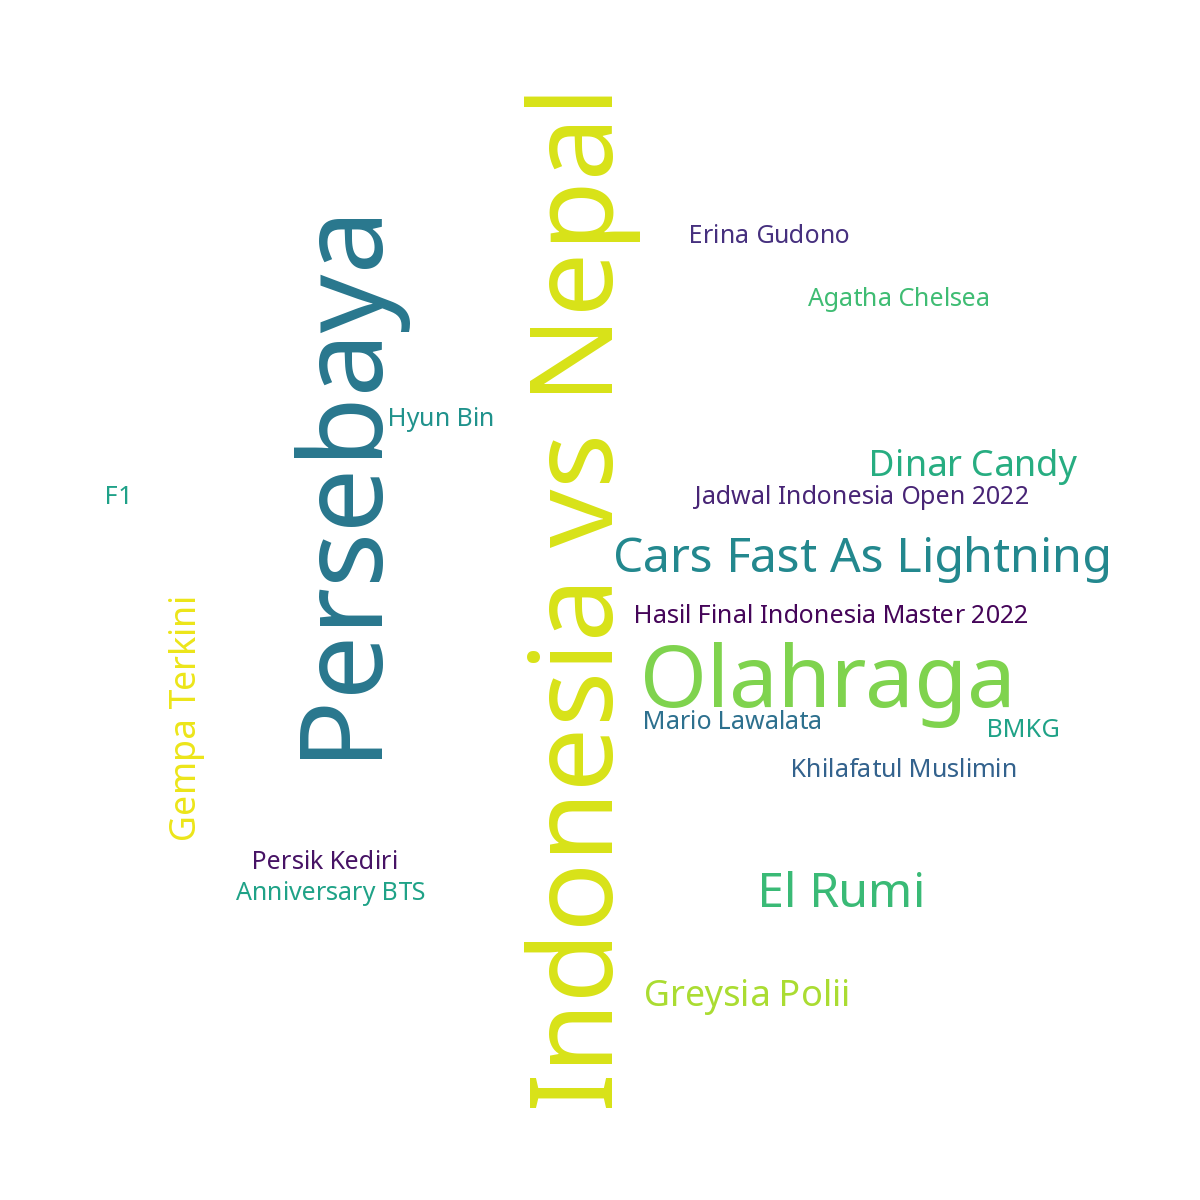 Indonesia vs Nepal
Persebaya
Erina Gudono
Agatha Chelsea
Hyun Bin
Dinar Candy
F1
Jadwal Indonesia Open 2022
Cars Fast As Lightning
Hasil Final Indonesia Master 2022
Olahraga
Gempa Terkini
Mario Lawalata
BMKG
Khilafatul Muslimin
Persik Kediri
Anniversary BTS
El Rumi
Greysia Polii